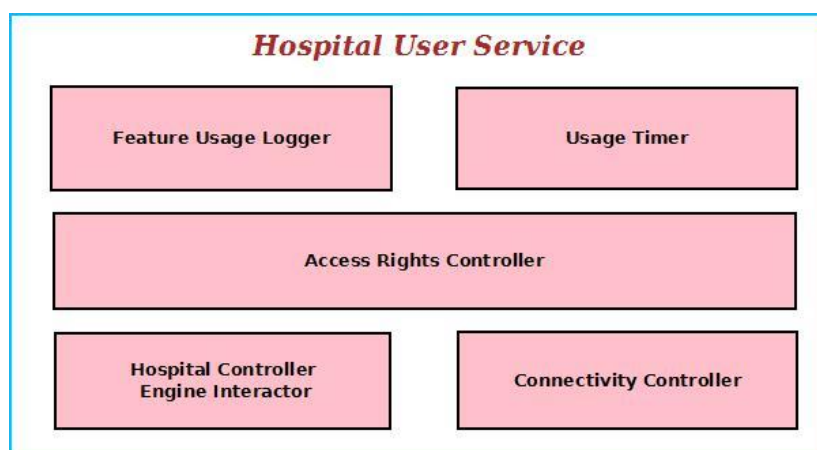 Hospital User Service
Feature Usage Logger
Usage Timer
Access Rights Controller
Hospital Controller
Engine Interactor
Connectivity Controller